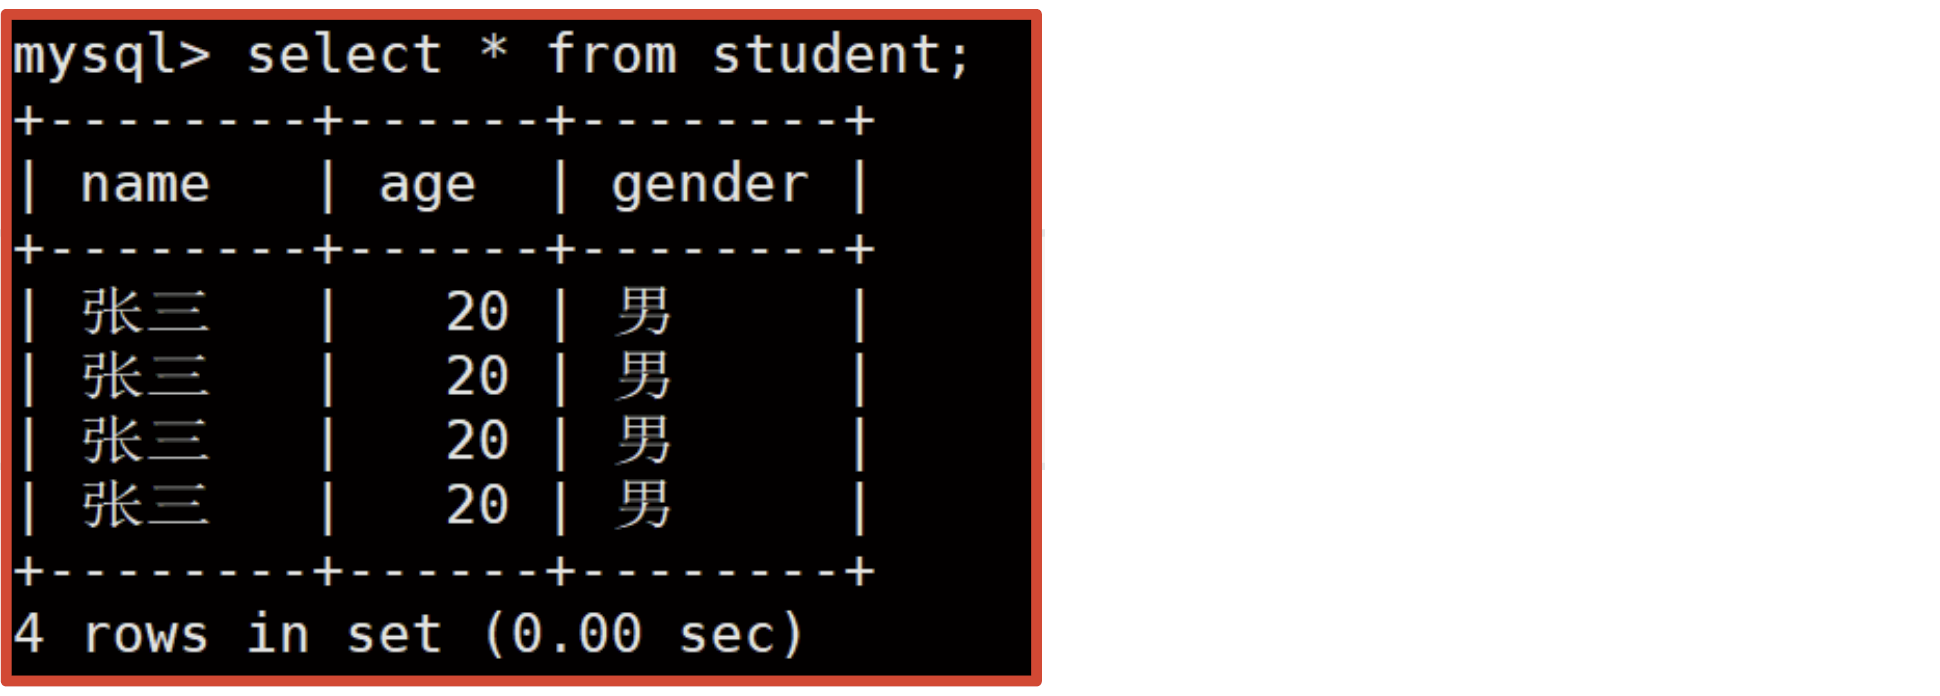 mysql> select * from student;
+--------+------+--------+
| name   | age  | gender |
+--------+------+--------+
| 张三   |   20 | 男     |
| 张三   |   20 | 男     |
| 张三   |   20 | 男     |
| 张三   |   20 | 男     |
+--------+------+--------+
4 rows in set (0.00 sec)